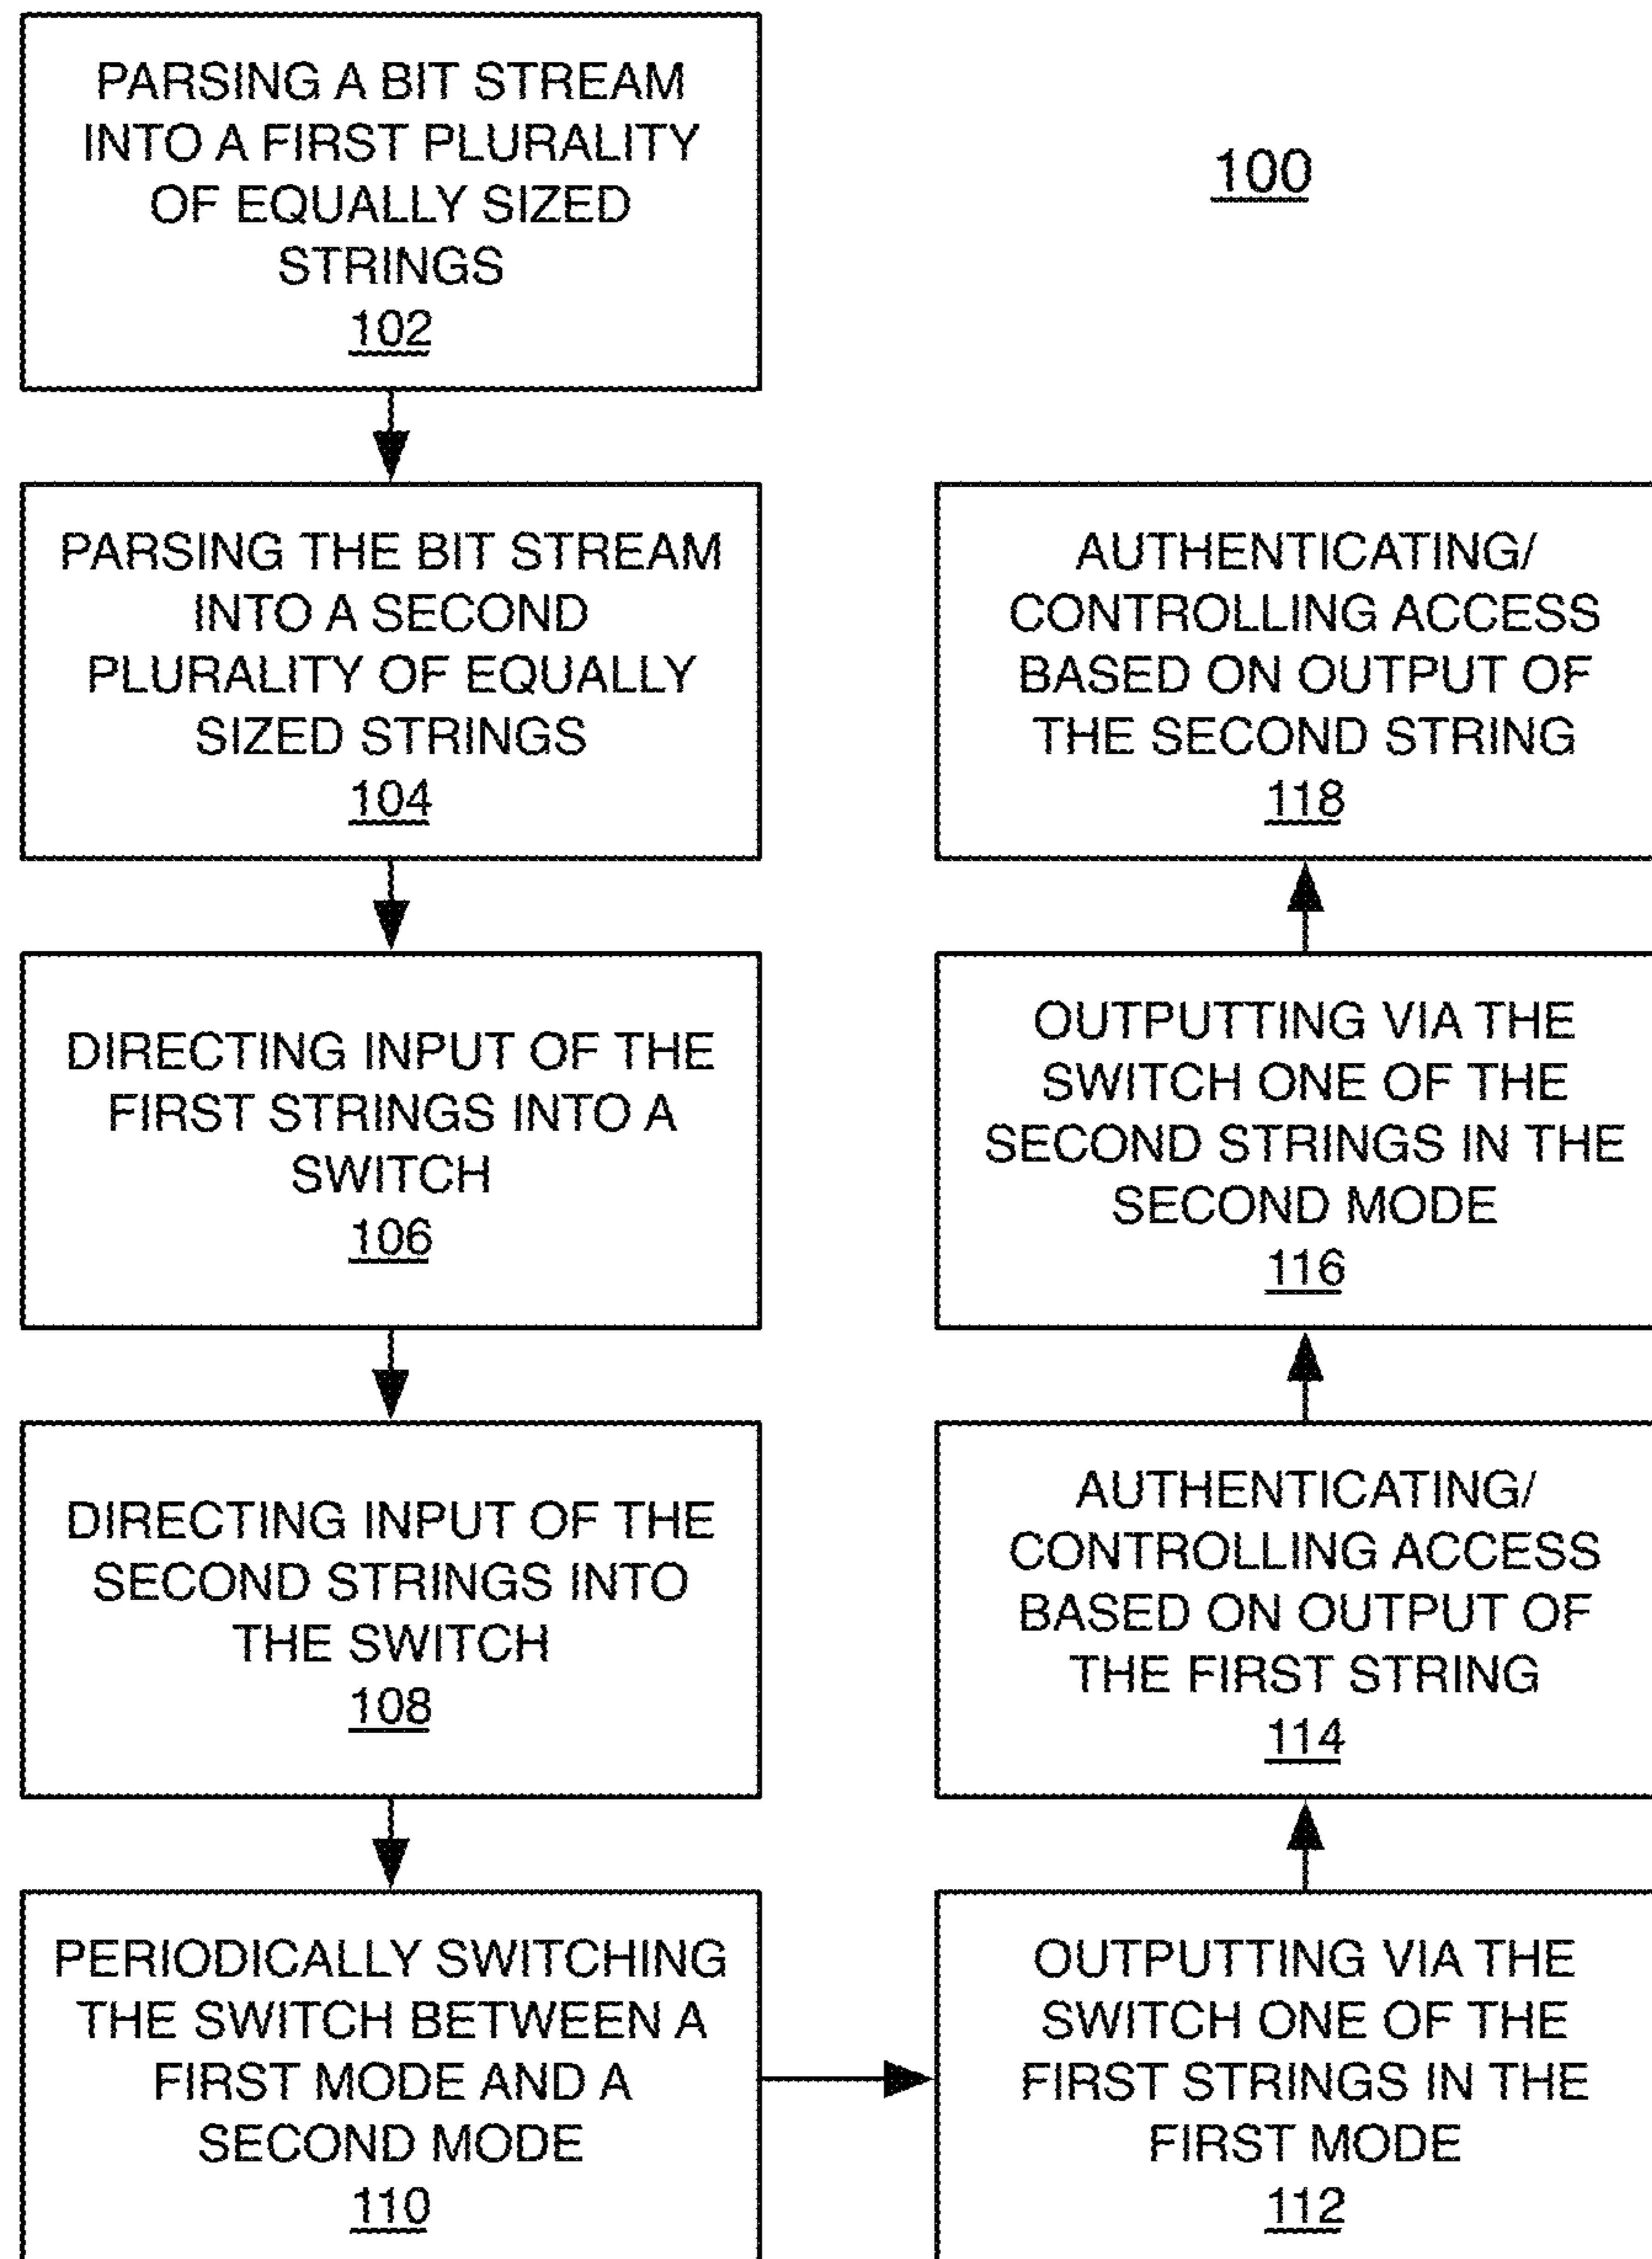 PARSING A BIT STREAM
INTO A FIRST PLURALITY
OF EQUALLY SIZED
STRINGS
102
100
PARSING THE BIT STREAM
INTO A SECOND
PLURALITY OF EQUALLY
SIZED STRINGS
104
DIRECTING INPUT OF THE
FIRST STRINGS INTO A
SWITCH
106
DIRECTING INPUT OF THE
SECOND STRINGS INTO
THE SWITCH
108
PERIODICALLY SWITCHING
THE SWITCH BETWEEN A
FIRST MODE AND A
SECOND MODE
110
OUTPUTTING VIA THE
SWITCH ONE OF THE
FIRST STRINGS IN THE
FIRST MODE
112
AUTHENTICATING/
CONTROLLING ACCESS
BASED ON OUTPUT OF
THE FIRST STRING
114
OUTPUTTING VIA THE
SWITCH ONE OF THE
SECOND STRINGS IN THE
SECOND MODE
116
AUTHENTICATING/
CONTROLLING ACCESS
BASED ON OUTPUT OF
THE SECOND STRING
118